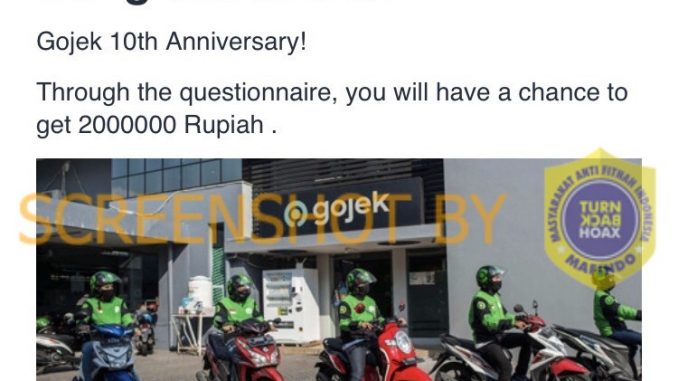 Gojek 10th Anniversary!
Through the questionnaire, you will have a chance to
get 2000000 Rupiah .
gojek
SCREENSHOT BY
MASYARAKAT ANTI FITNAH INDONESIA
TURN
BACK
HOAX
MAFINDO